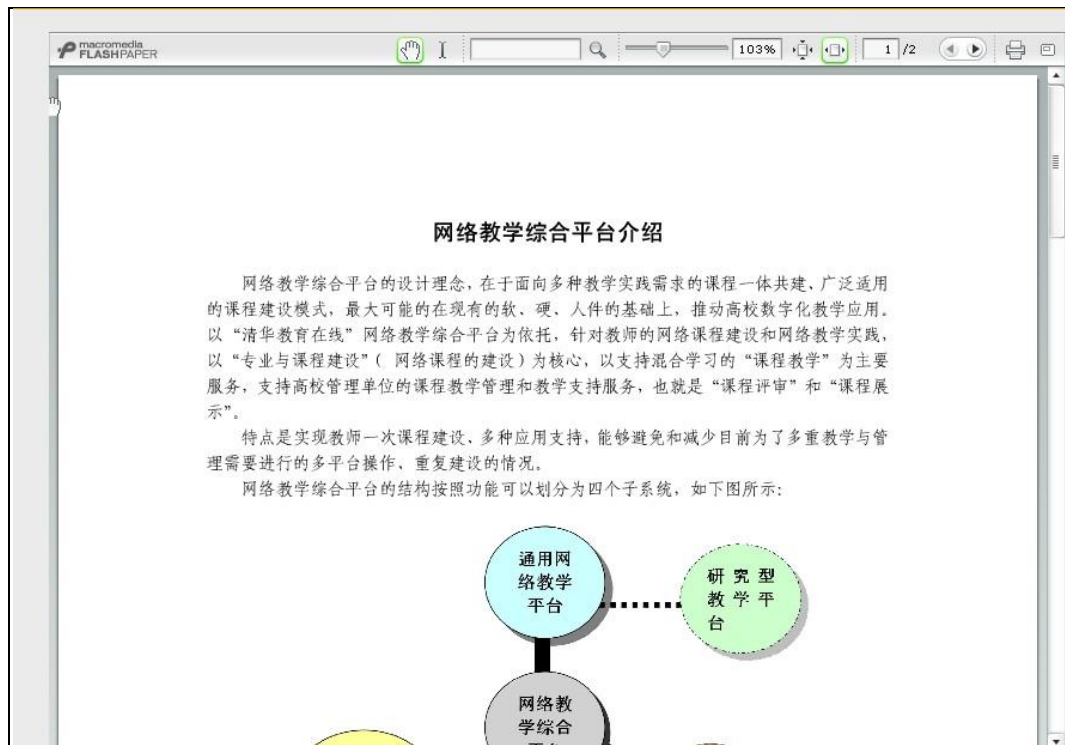 macromedia
FLASHPAPER
103%
1 /2
网络教学综合平台介绍
网络教学综合平台的设计理念，在于面向多种教学实践需求的课程一体共建、广泛适用
的课程建设模式，最大可能的在现有的软、硬、人件的基础上，推动高校数字化教学应用。
以“清华教育在线”网络教学综合平台为依托，针对教师的网络课程建设和网络教学实践，
以“专业与课程建设”( 网络课程的建设)为核心，以支持混合学习的“课程教学”为主要
服务，支持高校管理单位的课程教学管理和教学支持服务，也就是“课程评审”和“课程展
示”。
特点是实现教师一次课程建设、多种应用支持，能够避免和减少目前为了多重教学与管
理需要进行的多平台操作、重复建设的情况。
网络教学综合平台的结构按照功能可以划分为四个子系统，如下图所示：
通用网
络教学
平台
研究型
教学平
台
网络教
学综合